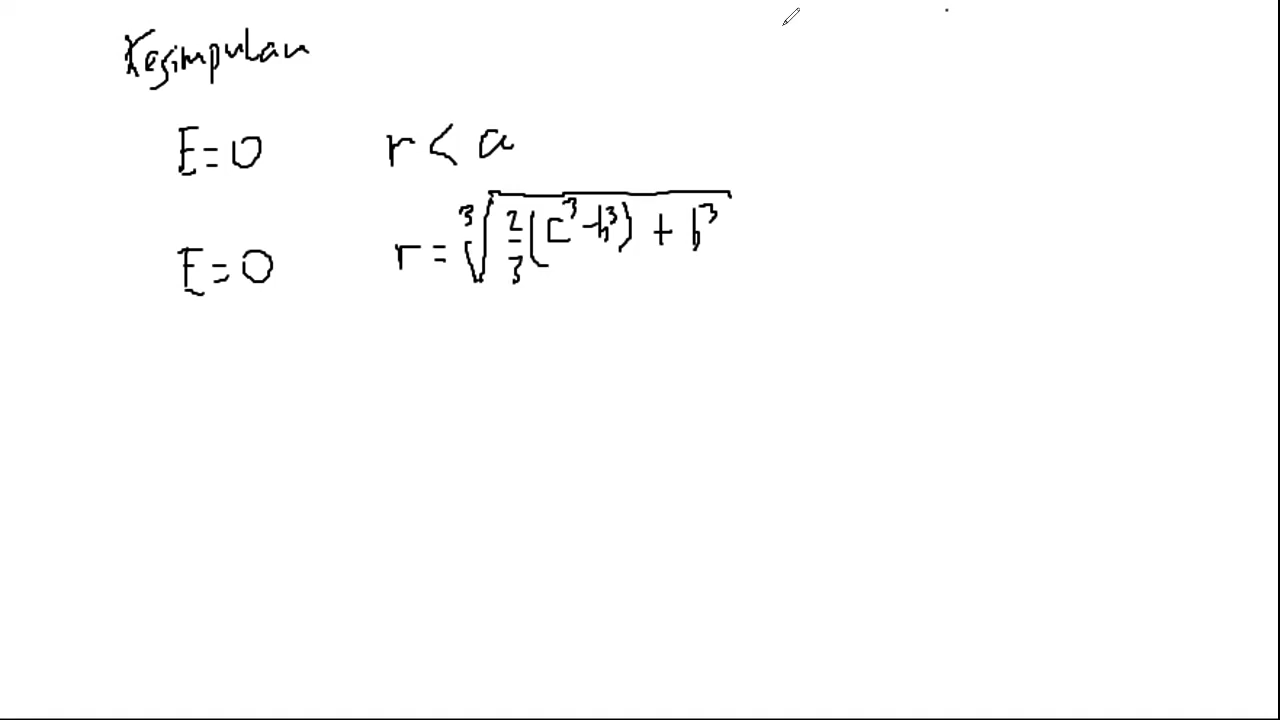 Kesimpulan
E=0 r < a
E=0 r = ∛(2/3 (c³-b³) + b³)